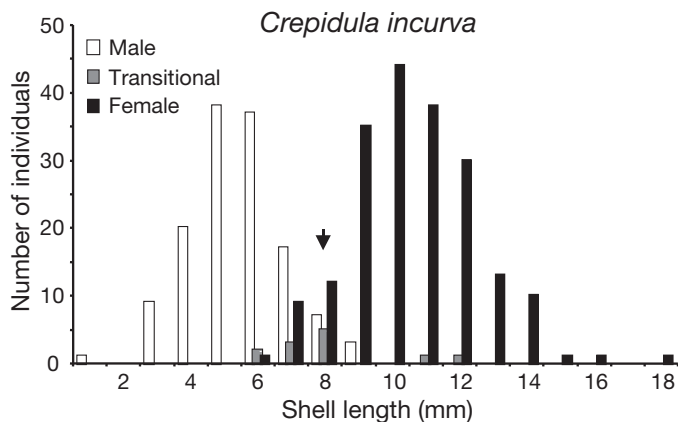 Crepidula incurva
50
40
30
20
10
0
Number of individuals
Male
Transitional
Female
2 4 6 8 10 12 14 16 18
Shell length (mm)